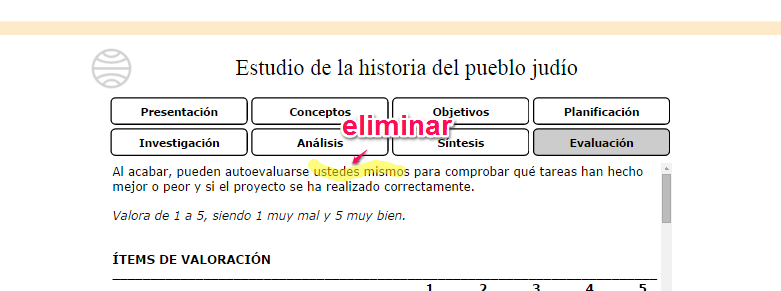 Estudio de la historia del pueblo judío
Presentación Conceptos Objetivos Planificación
eliminar
Investigación Análisis Síntesis Evaluación
Al acabar, pueden autoevaluarse ustedes mismos para comprobar qué tareas han hecho
mejor o peor y si el proyecto se ha realizado correctamente.
Valora de 1 a 5, siendo 1 muy mal y 5 muy bien.
ÍTEMS DE VALORACIÓN
1 2 3 4 5